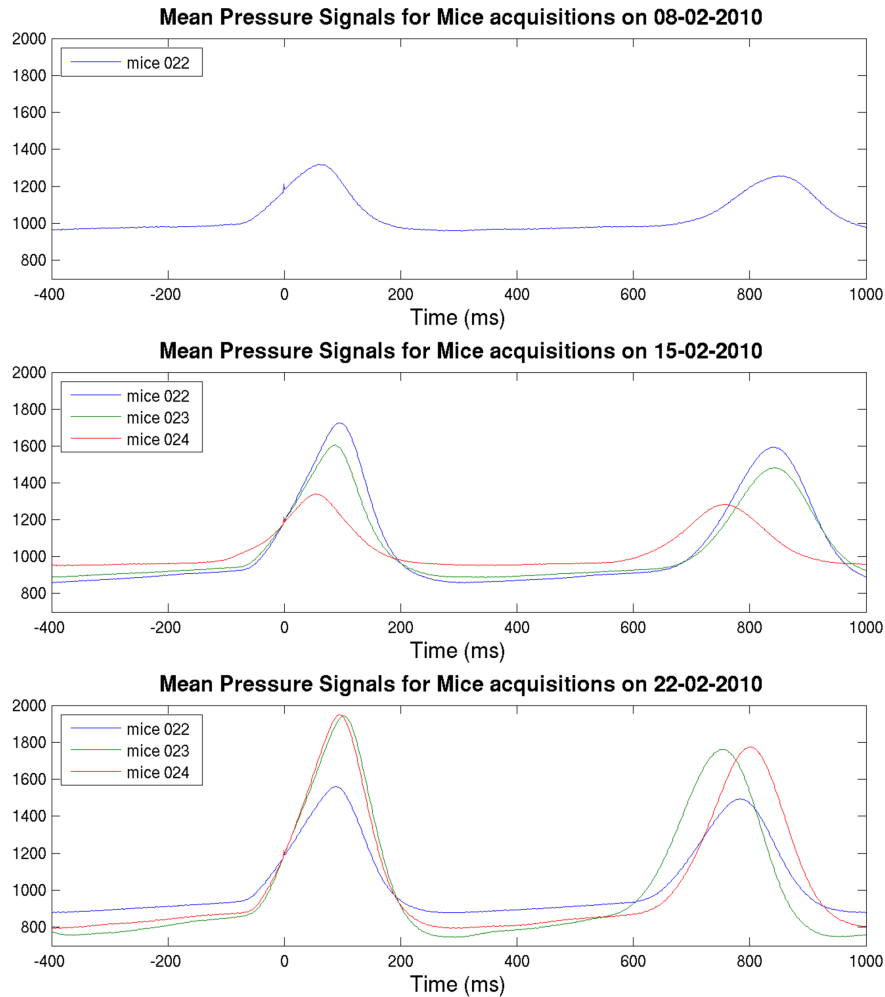 Mean Pressure Signals for Mice acquisitions on 08-02-2010
2000
1800
1600
1400
1200
1000
800
mice 022
-400 -200 0 200 400 600 800 1000
Time (ms)
Mean Pressure Signals for Mice acquisitions on 15-02-2010
2000
1800
1600
1400
1200
1000
800
mice 022
mice 023
mice 024
-400 -200 0 200 400 600 800 1000
Time (ms)
Mean Pressure Signals for Mice acquisitions on 22-02-2010
2000
1800
1600
1400
1200
1000
800
mice 022
mice 023
mice 024
-400 -200 0 200 400 600 800 1000
Time (ms)